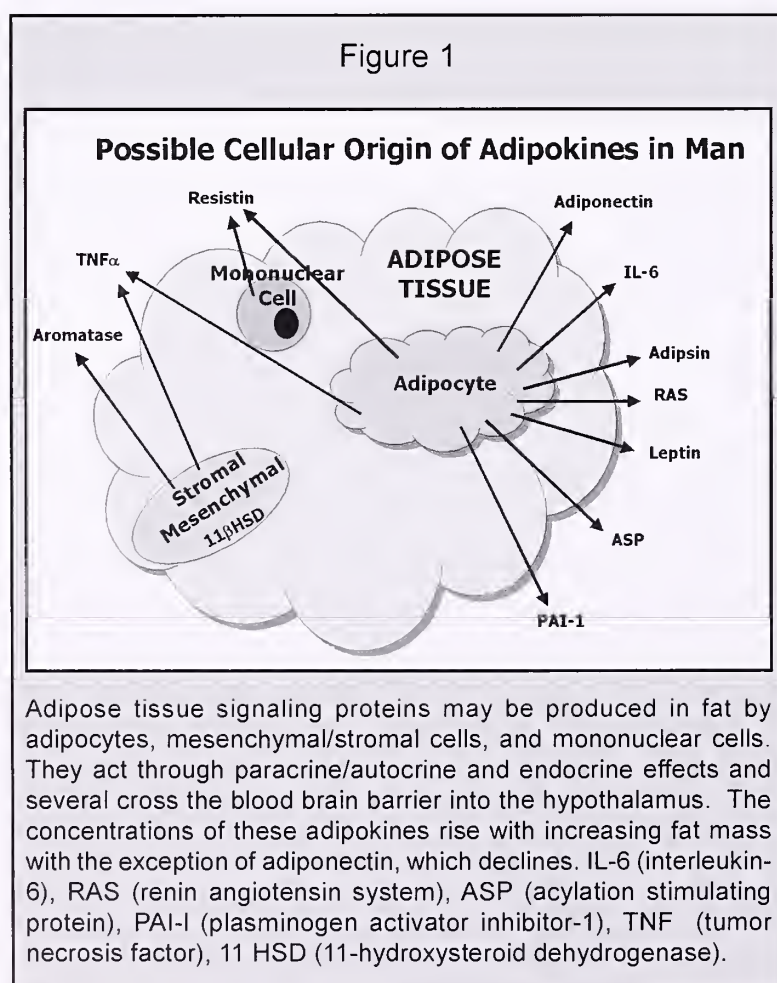 Figure 1
Possible Cellular Origin of Adipokines in Man
Resistin
Adiponectin
TNFα
Mononuclear
Cell
ADIPOSE
TISSUE
IL-6
Aromatase
Adipocyte
Adipsin
RAS
Leptin
Stromal
Mesenchymal
11βHSD
ASP
PAI-1
Adipose tissue signaling proteins may be produced in fat by
adipocytes, mesenchymal/stromal cells, and mononuclear cells.
They act through paracrine/autocrine and endocrine effects and
several cross the blood brain barrier into the hypothalamus. The
concentrations of these adipokines rise with increasing fat mass
with the exception of adiponectin, which declines. IL-6 (interleukin-
6), RAS (renin angiotensin system), ASP (acylation stimulating
protein), PAI-I (plasminogen activator inhibitor-1), TNF (tumor
necrosis factor), 11 HSD (11-hydroxysteroid dehydrogenase).